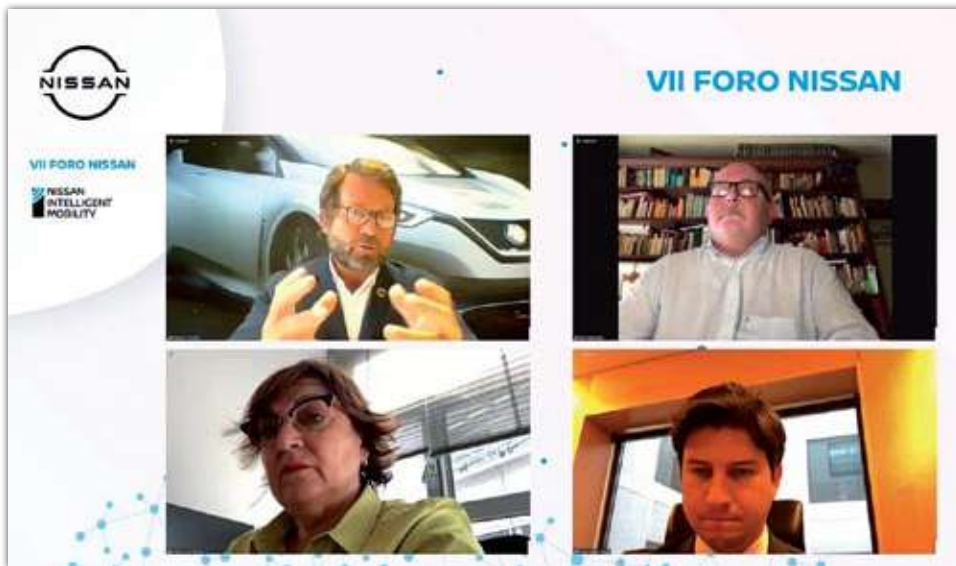 NISSAN
VII FORO NISSAN
VII FORO NISSAN
NISSAN
INTELLIGENT
MOBILITY